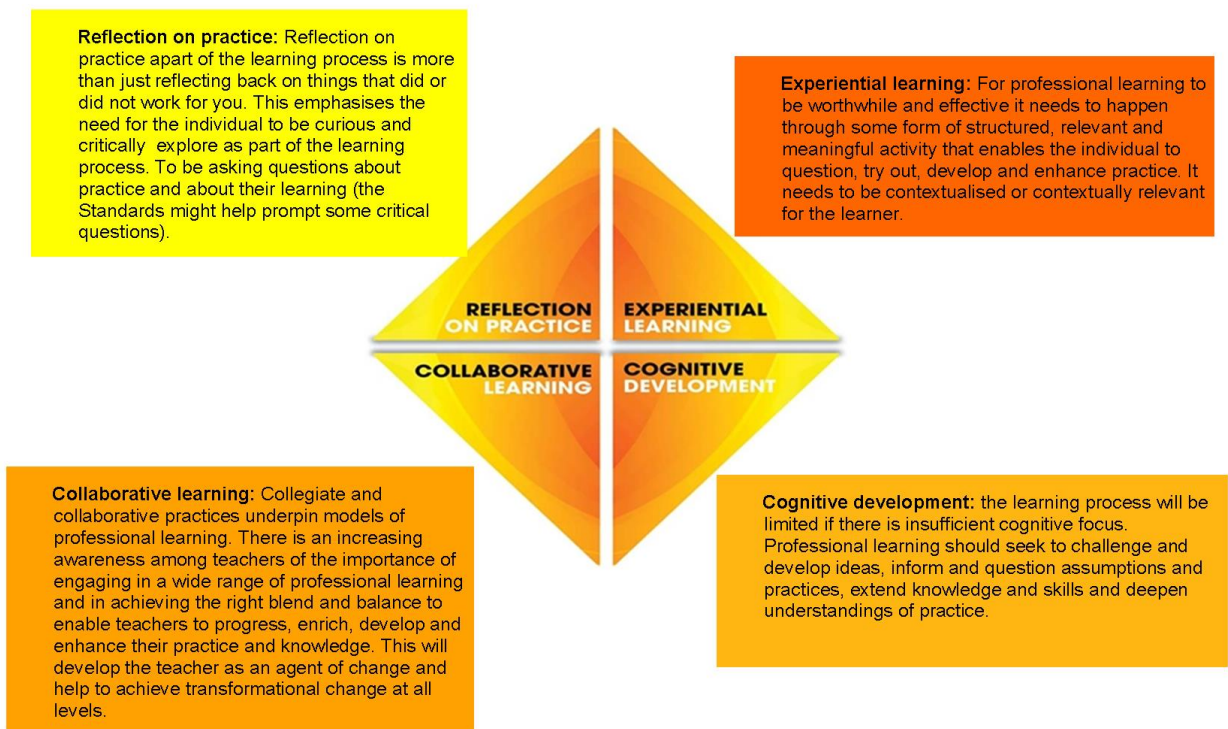 Reflection on practice: Reflection on
practice apart of the learning process is more
than just reflecting back on things that did or
did not work for you. This emphasises the
need for the individual to be curious and
critically  explore as part of the learning
process. To be asking questions about
practice and about their learning (the
Standards might help prompt some critical
questions).
Experiential learning: For professional learning to
be worthwhile and effective it needs to happen
through some form of structured, relevant and
meaningful activity that enables the individual to
question, try out, develop and enhance practice. It
needs to be contextualised or contextually relevant
for the learner.
REFLECTION
ON PRACTICE
EXPERIENTIAL
LEARNING
COLLABORATIVE
LEARNING
COGNITIVE
DEVELOPMENT
Collaborative learning: Collegiate and
collaborative practices underpin models of
professional learning. There is an increasing
awareness among teachers of the importance of
engaging in a wide range of professional learning
and in achieving the right blend and balance to
enable teachers to progress, enrich, develop and
enhance their practice and knowledge. This will
develop the teacher as an agent of change and
help to achieve transformational change at all
levels.
Cognitive development: the learning process will be
limited if there is insufficient cognitive focus.
Professional learning should seek to challenge and
develop ideas, inform and question assumptions and
practices, extend knowledge and skills and deepen
understandings of practice.